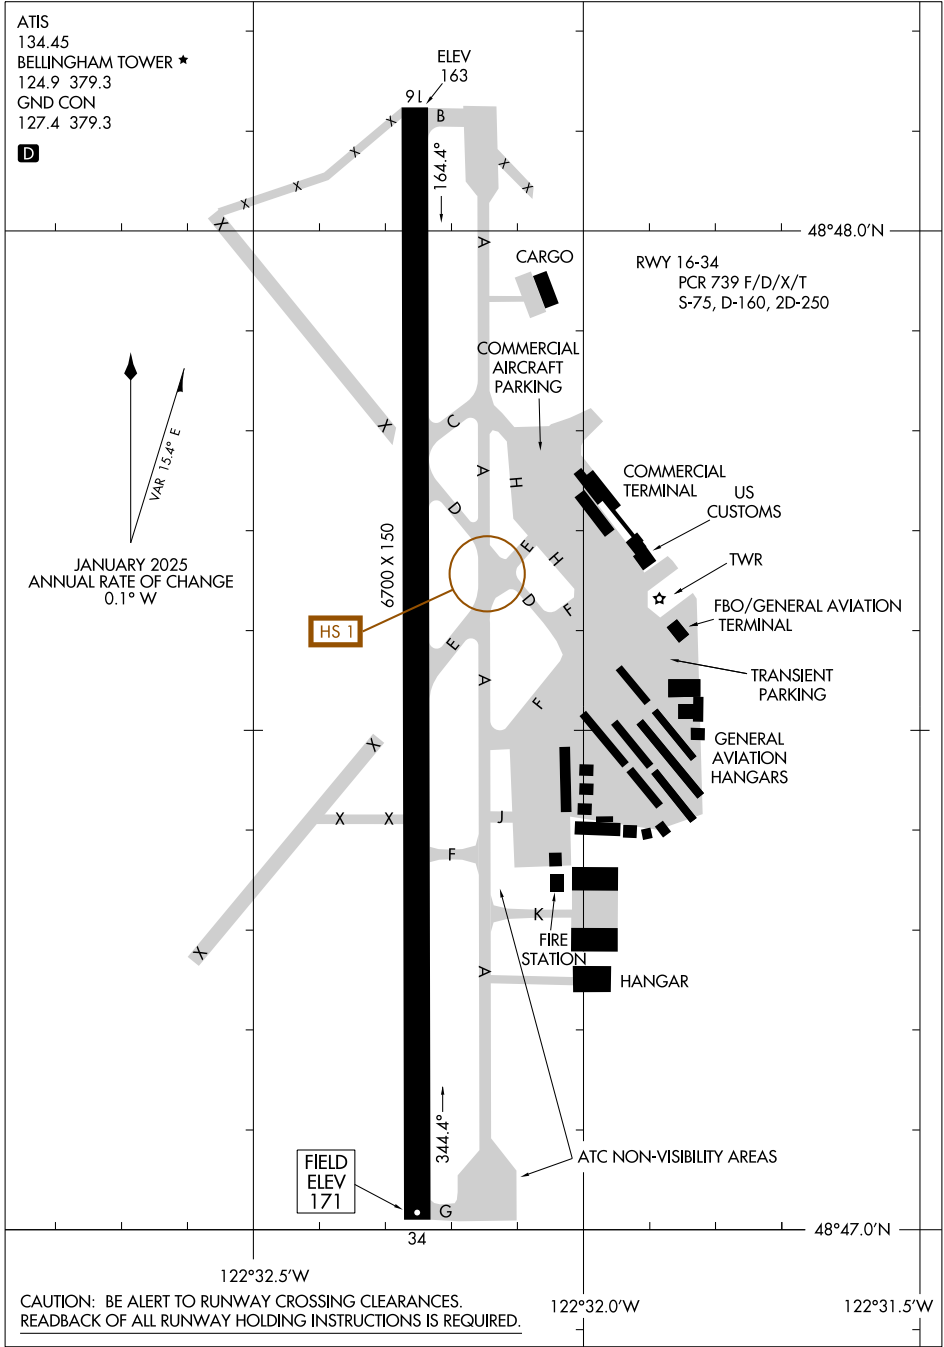 ATIS
134.45
BELLINGHAM TOWER ★
124.9 379.3
GND CON
127.4 379.3
D
ELEV
163
16
B
164.4°
A
48°48.0'N
CARGO
RWY 16-34
PCR 739 F/D/X/T
S-75, D-160, 2D-250
X
X
X
X
X
X
X
COMMERCIAL
AIRCRAFT
PARKING
VAR 15.4° E
X
C
A
H
COMMERCIAL
TERMINAL
US
CUSTOMS
D
E
H
TWR
JANUARY 2025
ANNUAL RATE OF CHANGE
0.1° W
6700 X 150
HS 1
D
F
FBO/GENERAL AVIATION
TERMINAL
E
A
F
TRANSIENT
PARKING
GENERAL
AVIATION
HANGARS
X
X
X
J
F
K
FIRE
STATION
X
A
HANGAR
344.4°
ATC NON-VISIBILITY AREAS
FIELD
ELEV
171
G
34
48°47.0'N
122°32.5'W
122°32.0'W
122°31.5'W
CAUTION: BE ALERT TO RUNWAY CROSSING CLEARANCES.
READBACK OF ALL RUNWAY HOLDING INSTRUCTIONS IS REQUIRED.